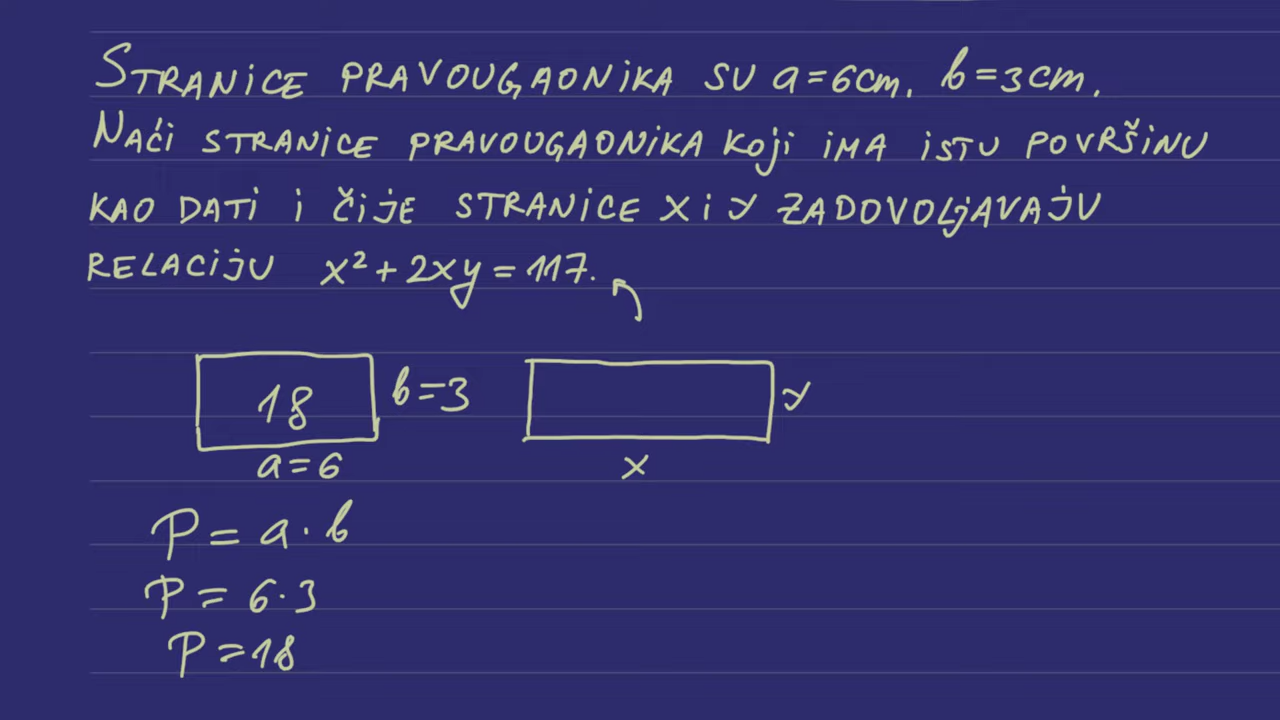 STRANICE PRAVOUGAONIKA SU a=6cm, b=3cm.
NAĆI STRANICE PRAVOUGAONIKA KOJI IMA ISTU POVRŠINU
KAO DATI I ČIJE STRANICE X I Y ZADOVOLJAVAJU
RELACIJU x²+2xy=117.
18 b=3 y
a=6 x
P=a·b
P=6·3
P=18